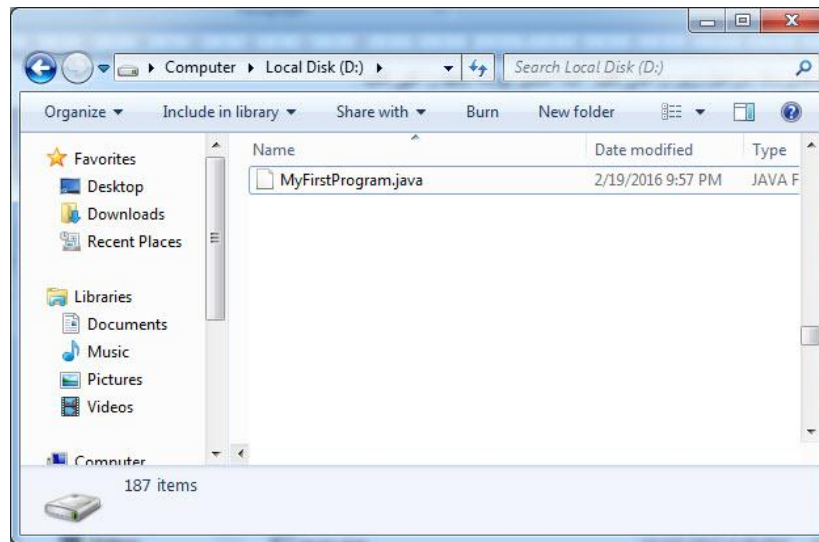 Computer Local Disk (D:) Search Local Disk (D:)
Organize Include in library Share with Burn New folder
Name Date modified Type
Favorites
MyFirstProgram.java 2/19/2016 9:57 PM JAVA F
Desktop
Downloads
Recent Places
Libraries
Documents
Music
Pictures
Videos
Computer
187 items